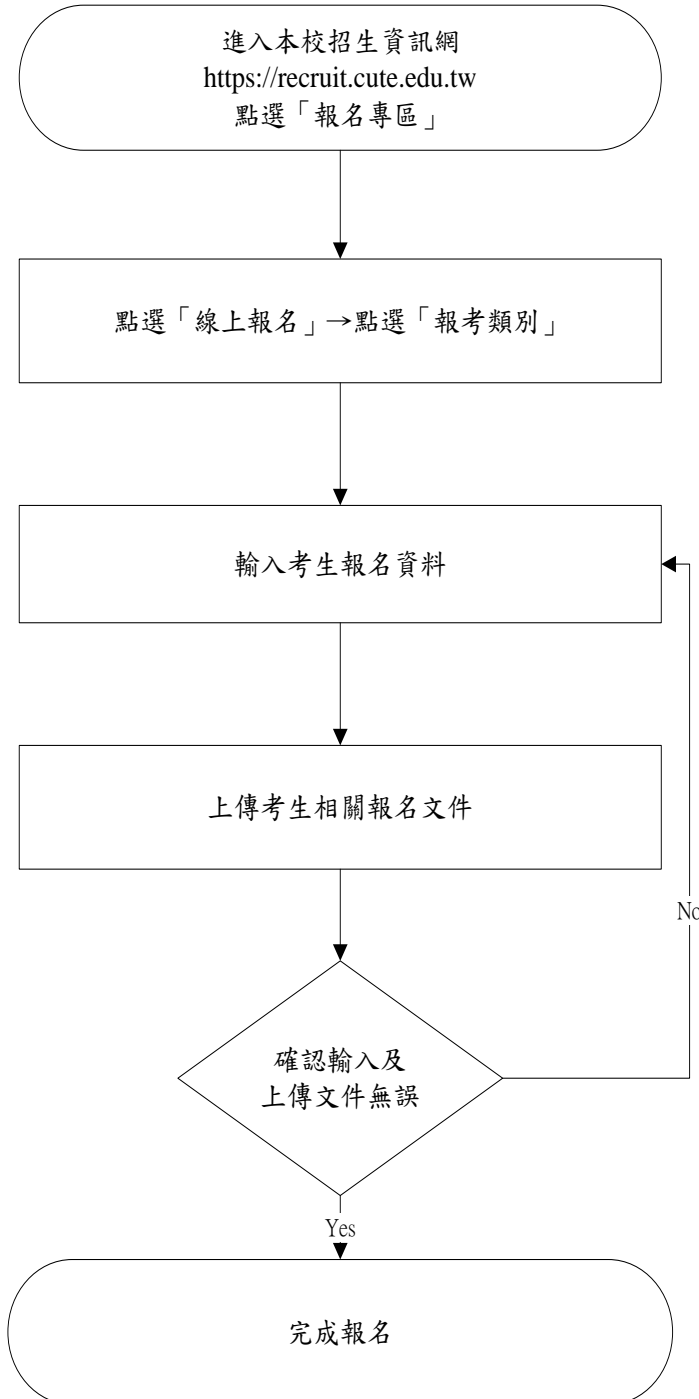 進入本校招生資訊網
https://recruit.cute.edu.tw
點選「報名專區」
點選「線上報名」→點選「報考類別」
輸入考生報名資料
上傳考生相關報名文件
No
確認輸入及
上傳文件無誤
Yes
完成報名